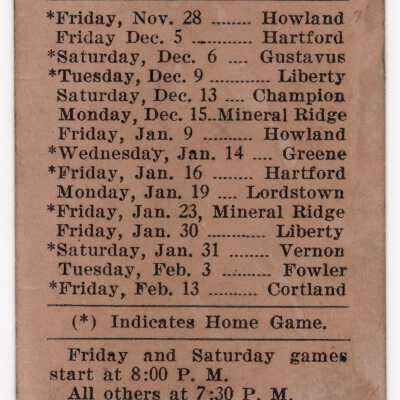 *Friday, Nov. 28 ........... Howland
Friday Dec. 5 .............. Hartford
*Saturday, Dec. 6 .... Gustavus
*Tuesday, Dec. 9 ........... Liberty
Saturday, Dec. 13 .... Champion
Monday, Dec. 15..Mineral Ridge
Friday, Jan. 9 ........... Howland
*Wednesday, Jan. 14 .... Greene
*Friday, Jan. 16 ........... Hartford
Monday, Jan. 19 .... Lordstown
*Friday, Jan. 23, Mineral Ridge
Friday, Jan. 30 ........... Liberty
*Saturday, Jan. 31 ........ Vernon
Tuesday, Feb. 3 ........... Fowler
*Friday, Feb. 13 ........... Cortland
(*) Indicates Home Game.
Friday and Saturday games
start at 8:00 P. M.
All others at 7:30 P. M.